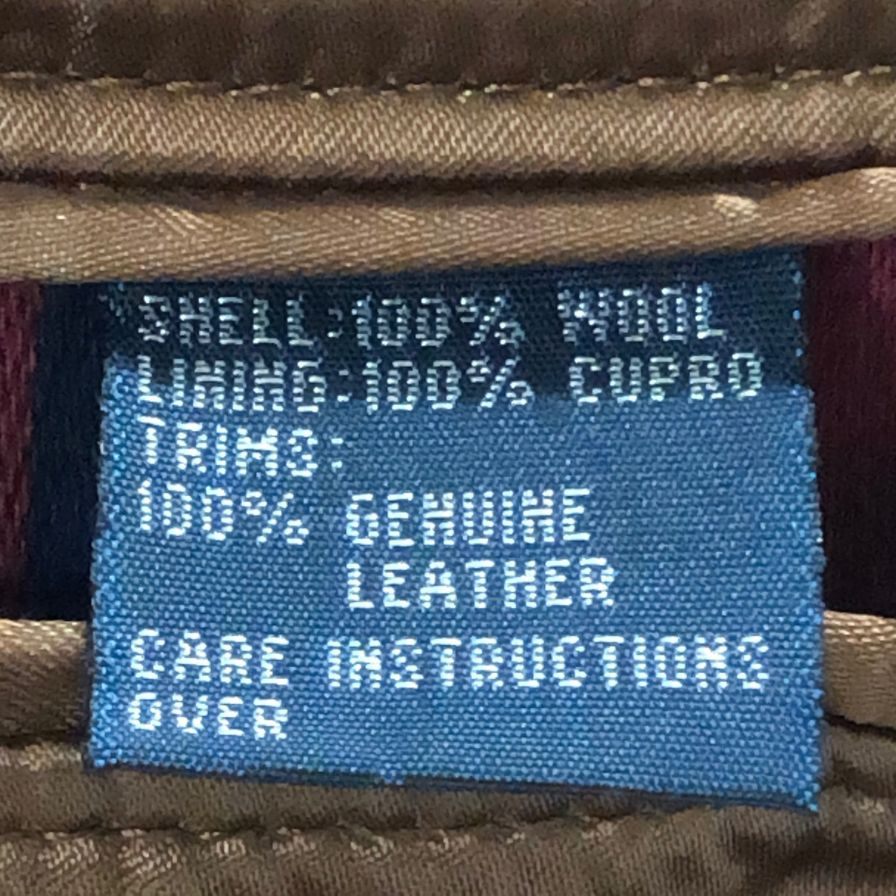 SHELL:100% WOOL
LINING:100% CUPRO
TRIMS:
100% GENUINE
LEATHER
CARE INSTRUCTIONS
OVER